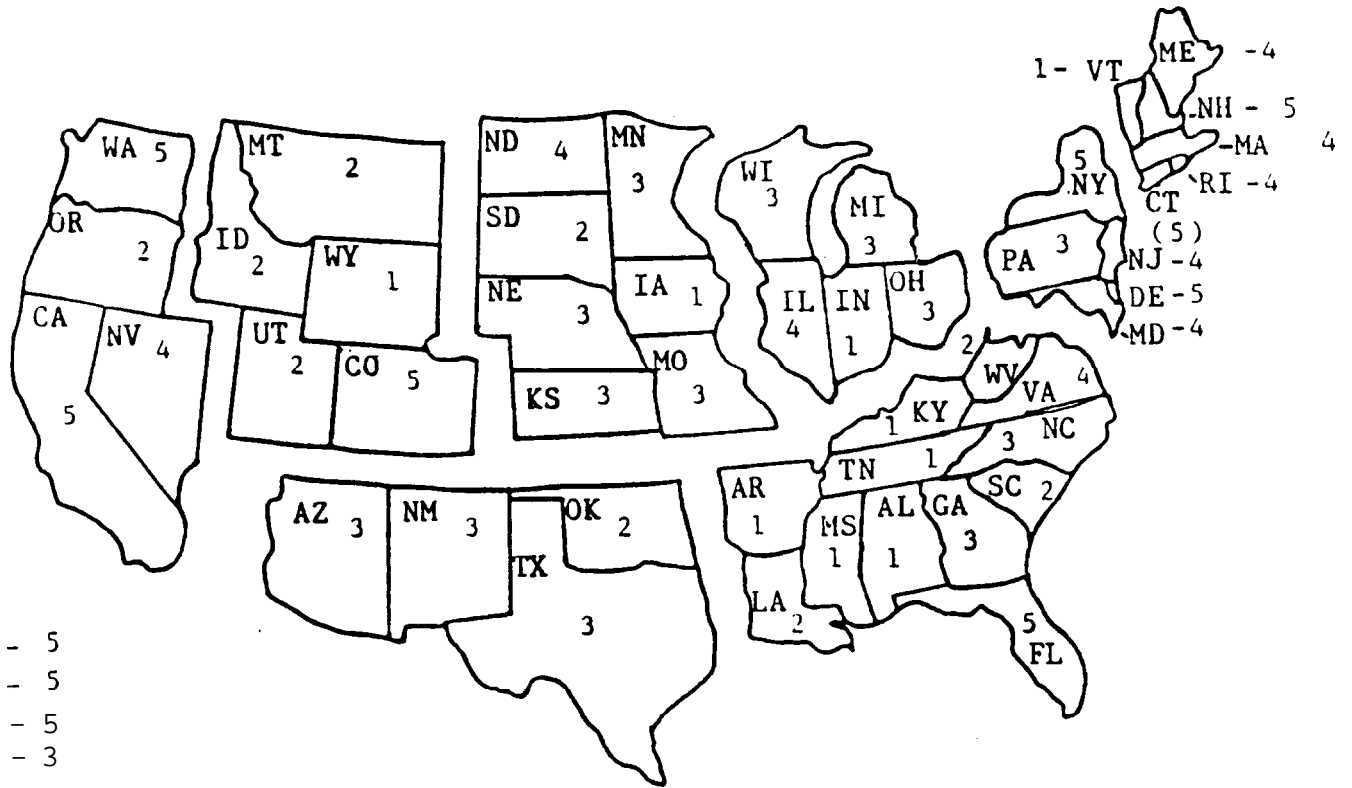 ME -4
1- VT
NH - 5
MA 4
RI -4
CT
(5)
5
NY
PA 3
NJ -4
DE -5
MD -4
WA 5
OR
2
MT
2
ID
2
WY
1
CA
5
NV 4
UT
2
CO 5
ND 4
SD
2
NE
3
KS 3
MN
3
IA 1
MO
3
WI
3
MI
3
IL
4
IN
1
OH
3
2
WV
VA 4
KY
1
TN 1
3 NC
SC 2
AR
1
MS
1
AL
1
GA
3
LA
2
5
FL
AZ 3
NM 3
OK
2
TX
3
- 5
- 5
- 5
- 3